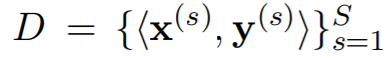 D = {⟨x^(s), y^(s)⟩}_{s=1}^S